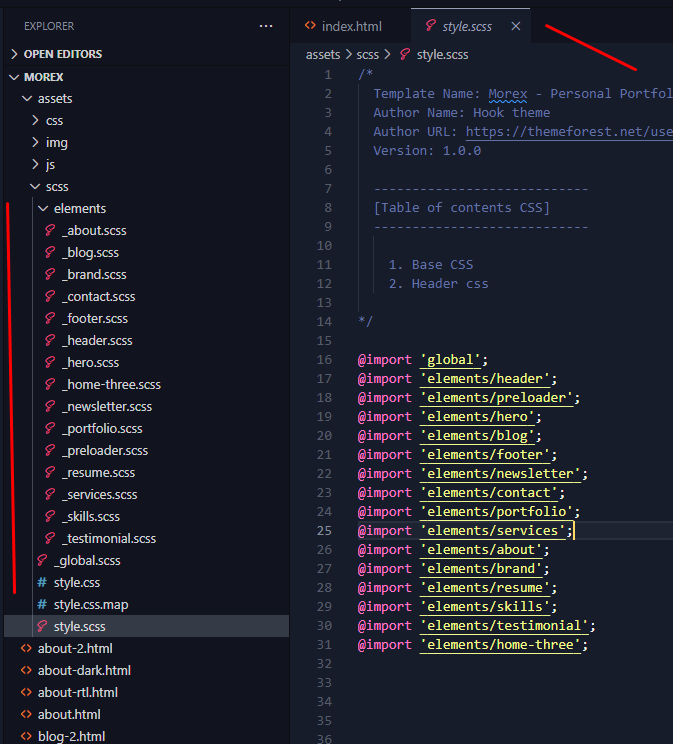 EXPLORER
...
OPEN EDITORS
MOREX
assets
css
img
js
scss
elements
_about.scss
_blog.scss
_brand.scss
_contact.scss
_footer.scss
_header.scss
_hero.scss
_home-three.scss
_newsletter.scss
_portfolio.scss
_preloader.scss
_resume.scss
_services.scss
_skills.scss
_testimonial.scss
_global.scss
# style.css
style.css.map
style.scss
<> about-2.html
<> about-dark.html
<> about-rtl.html
<> about.html
<> blog-2.html
<> index.html
style.scss
assets > scss > style.scss
1 /*
2 Template Name: Morex - Personal Portfol
3 Author Name: Hook theme
4 Author URL: https://themeforest.net/use
5 Version: 1.0.0
6
7 ----------------------------
8 [Table of contents CSS]
9 ----------------------------
10
11 1. Base CSS
12 2. Header css
13
14 */
15
16 @import 'global';
17 @import 'elements/header';
18 @import 'elements/preloader';
19 @import 'elements/hero';
20 @import 'elements/blog';
21 @import 'elements/footer';
22 @import 'elements/newsletter';
23 @import 'elements/contact';
24 @import 'elements/portfolio';
25 @import 'elements/services';
26 @import 'elements/about';
27 @import 'elements/brand';
28 @import 'elements/resume';
29 @import 'elements/skills';
30 @import 'elements/testimonial';
31 @import 'elements/home-three';
32
33
34
35
36